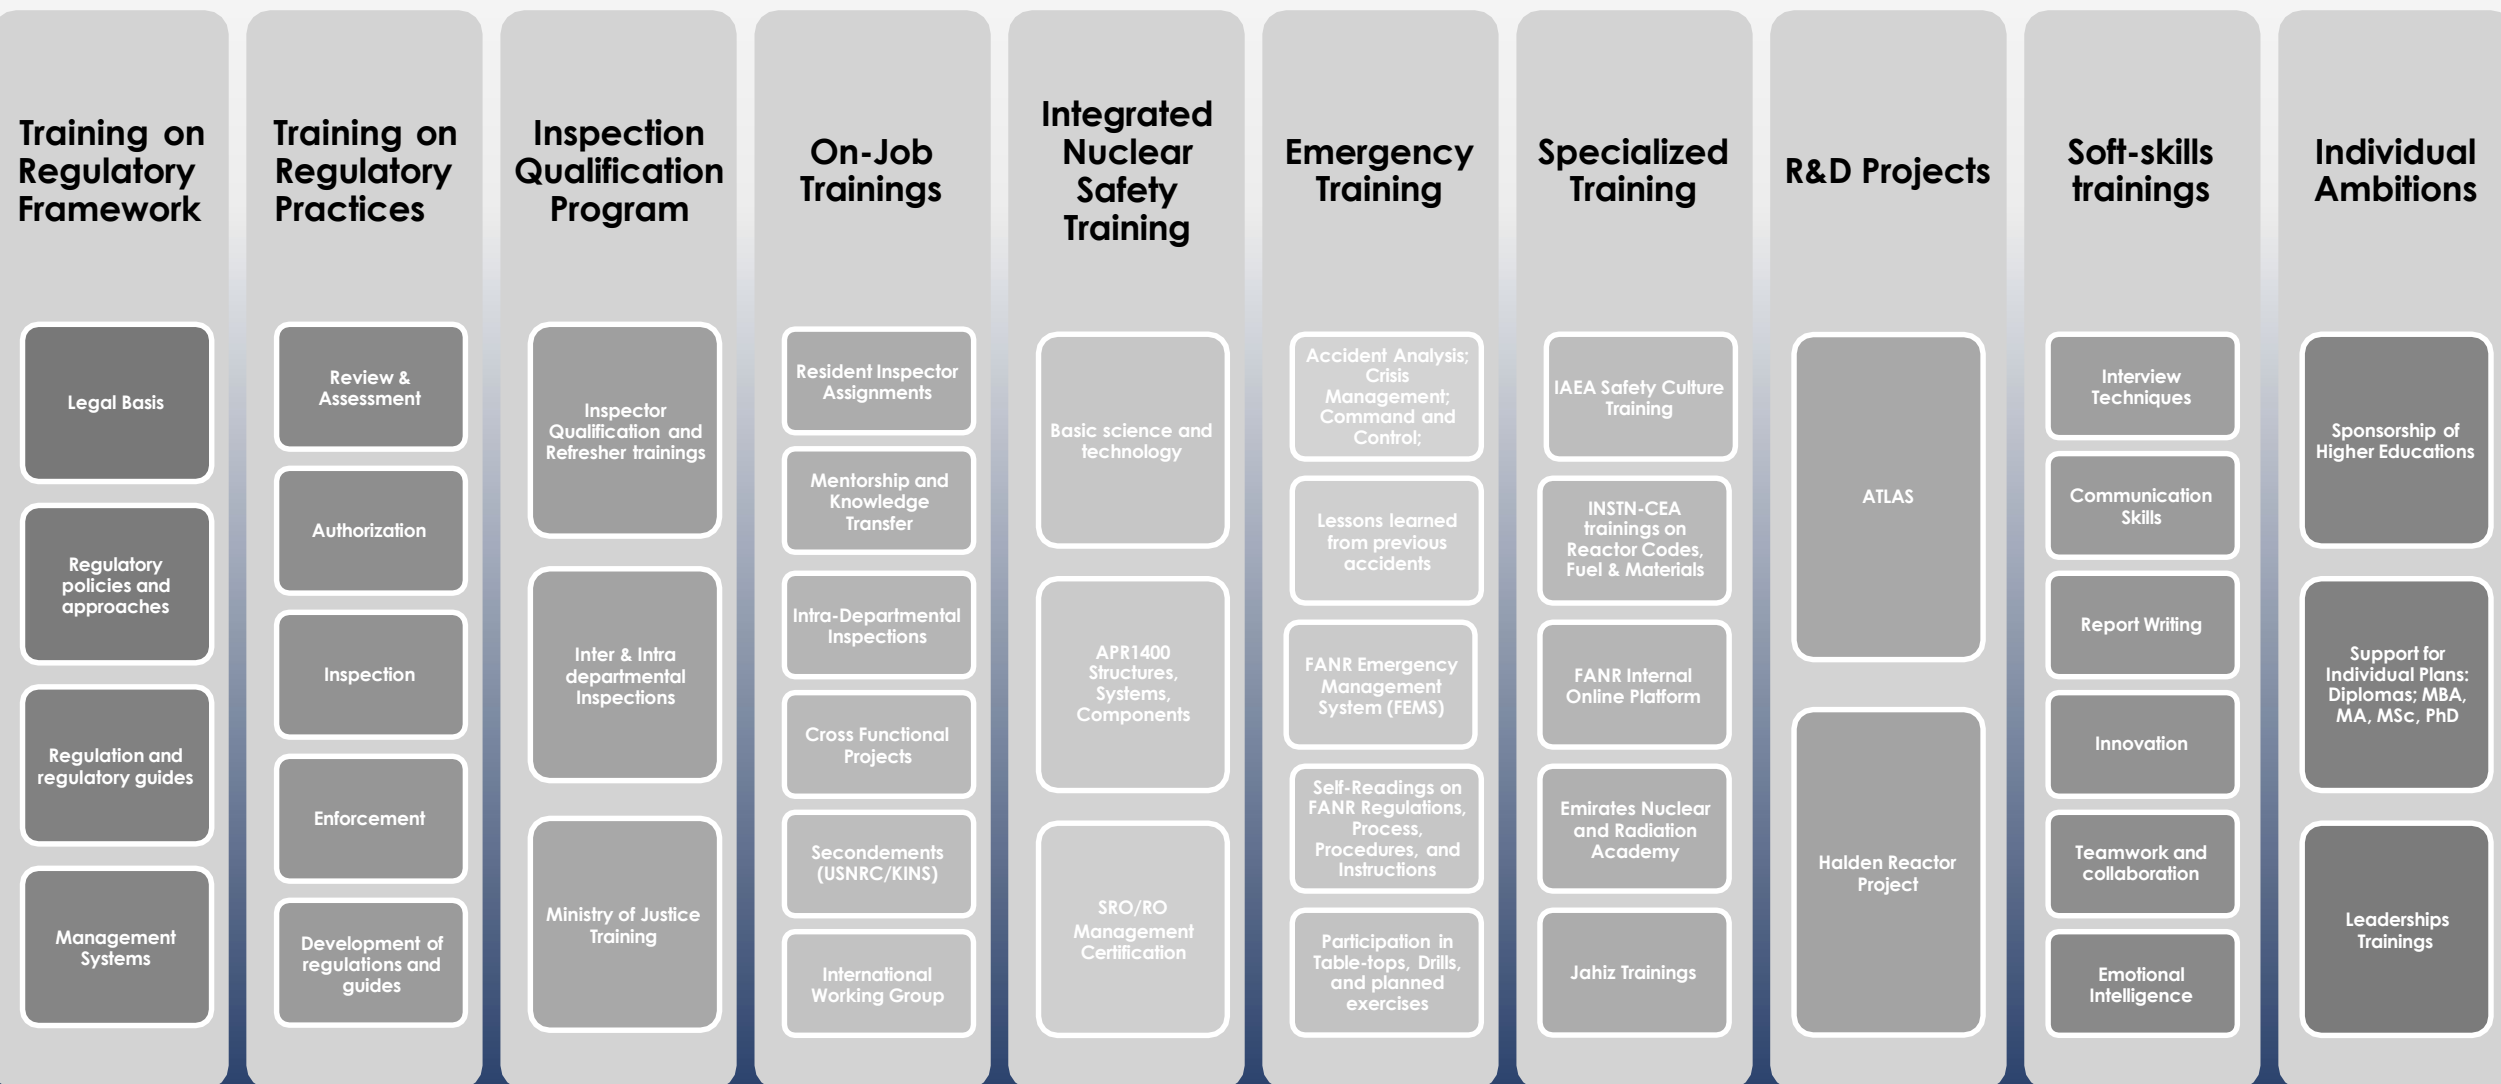 Training on
Regulatory
Framework
Legal Basis
Regulatory
policies and
approaches
Regulation and
regulatory guides
Management
Systems
Training on
Regulatory
Practices
Review &
Assessment
Authorization
Inspection
Enforcement
Development of
regulations and
guides
Inspection
Qualification
Program
Inspector
Qualification and
Refresher trainings
Inter & Intra
departmental
Inspections
Ministry of Justice
Training
On-Job
Trainings
Resident Inspector
Assignments
Mentorship and
Knowledge
Transfer
Intra-Departmental
Inspections
Cross Functional
Projects
Secondements
(USNRC/KINS)
International
Working Group
Integrated
Nuclear
Safety
Training
Basic science and
technology
APR1400
Structures,
Systems,
Components
SRO/RO
Management
Certification
Emergency
Training
Accident Analysis;
Crisis
Management;
Command and
Control;
Lessons learned
from previous
accidents
FANR Emergency
Management
System (FEMS)
Self-Readings on
FANR Regulations,
Process,
Procedures, and
Instructions
Participation in
Table-tops, Drills,
and planned
exercises
Specialized
Training
IAEA Safety Culture
Training
INSTN-CEA
trainings on
Reactor Codes,
Fuel & Materials
FANR Internal
Online Platform
Emirates Nuclear
and Radiation
Academy
Jahiz Trainings
R&D Projects
ATLAS
Halden Reactor
Project
Soft-skills
trainings
Interview
Techniques
Communication
Skills
Report Writing
Innovation
Teamwork and
collaboration
Emotional
Intelligence
Individual
Ambitions
Sponsorship of
Higher Educations
Support for
Individual Plans:
Diplomas; MBA,
MA, MSc, PhD
Leaderships
Trainings